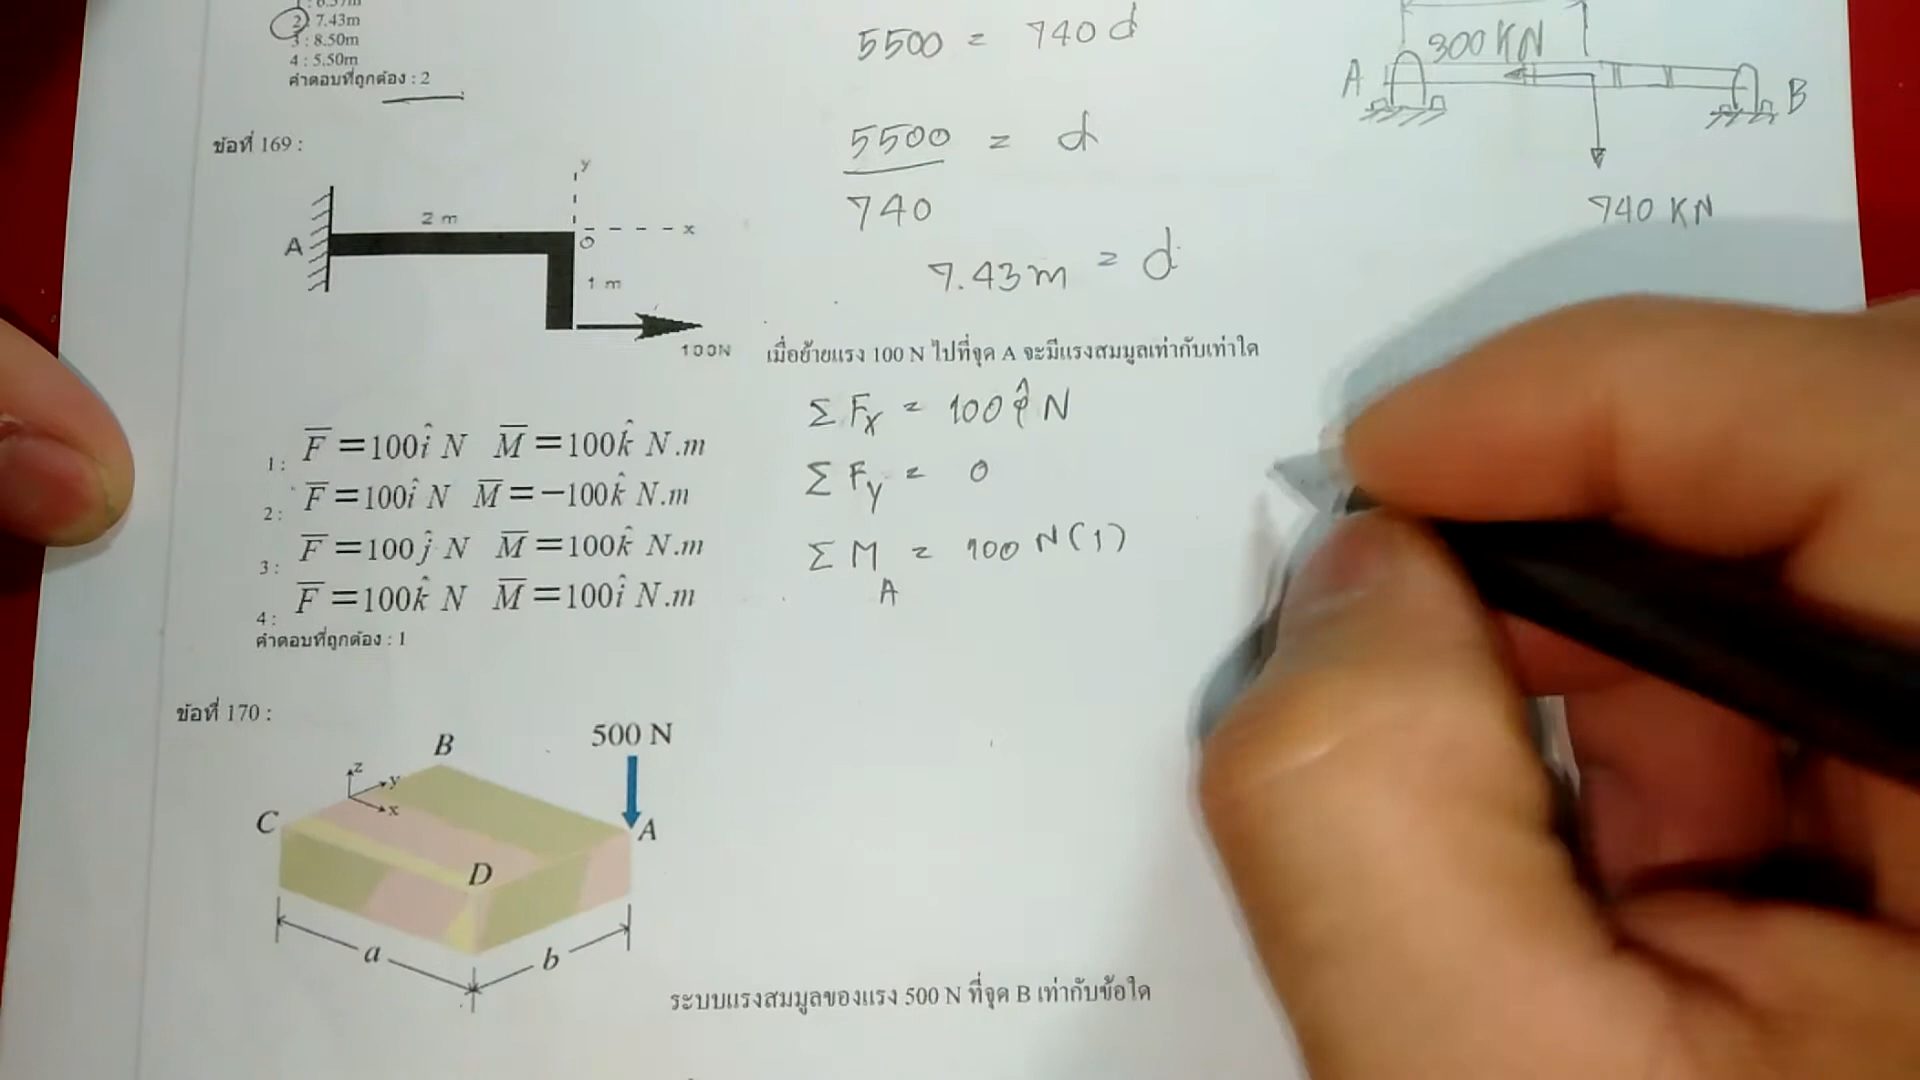 2 : 7.43m
3 : 8.50m
4 : 5.50m
คำตอบที่ถูกต้อง : 2
5500 = 740 d
5500 = d
740
7.43 m = d
300 KN
A
B
740 KN
ข้อที่ 169 :
y
2 m
A
O
x
1 m
100N
เมื่อย้ายแรง 100 N ไปที่จุด A จะมีแรงสมมูลเท่ากับเท่าใด
1 : F̅ =100î N M̅ =100k̂ N.m
2 : F̅ =100î N M̅ =−100k̂ N.m
3 : F̅ =100ĵ N M̅ =100k̂ N.m
4 : F̅ =100k̂ N M̅ =100î N.m
คำตอบที่ถูกต้อง : 1
Σ Fx = 100 î N
Σ Fy = 0
Σ M A = 100 N (1)
ข้อที่ 170 :
500 N
B
z
y
x
C
A
D
a
b
ระบบแรงสมมูลของแรง 500 N ที่จุด B เท่ากับข้อใด